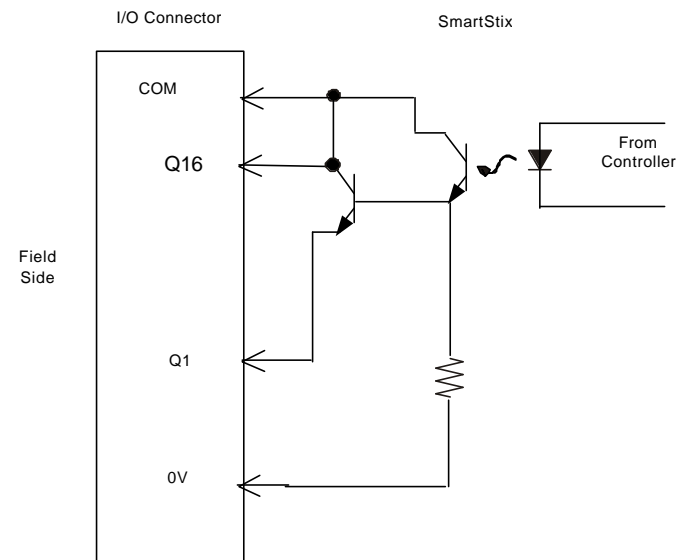 I/O Connector
SmartStix
COM
From
Controller
Q16
Field
Side
Q1
0V